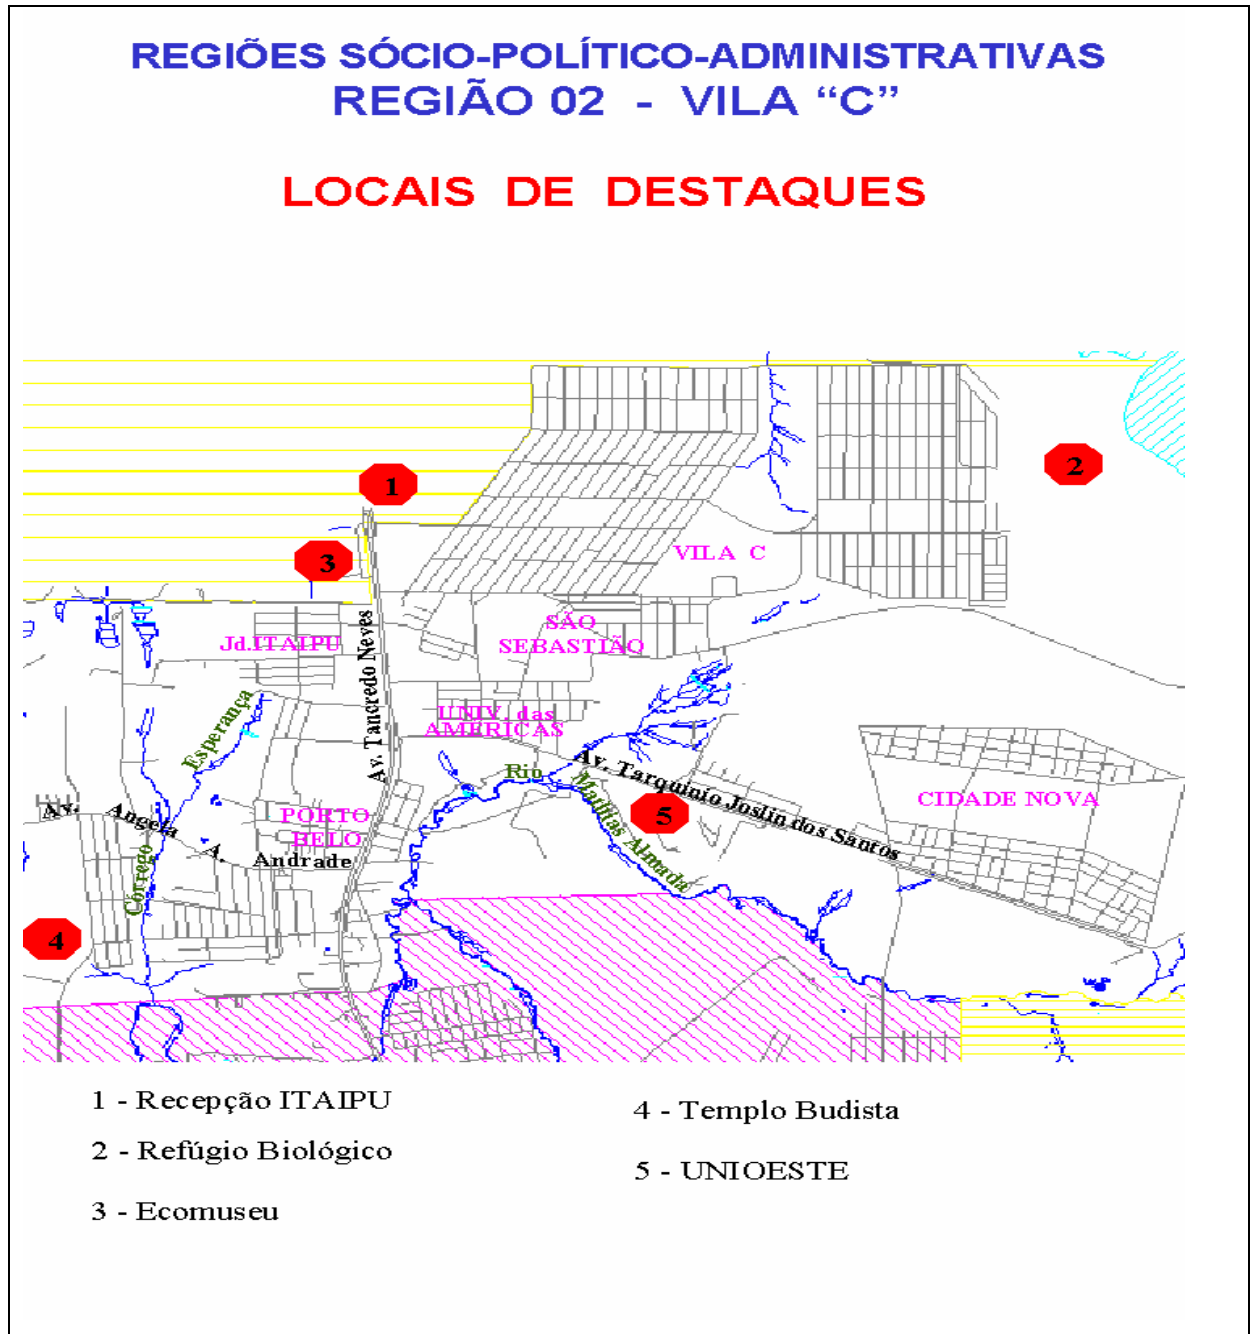 REGIÕES SÓCIO-POLÍTICO-ADMINISTRATIVAS
REGIÃO 02 - VILA “C”
LOCAIS DE DESTAQUES
1
2
3
VILA C
SÃO
SEBASTIÃO
Jd.ITAIPU
Av. Tancredo Neves
Esperança
UNIV. das
AMÉRICAS
Rio
Mathias Almada
Av. Tarquínio Joslin dos Santos
CIDADE NOVA
5
PORTO
BELO
Av. Angela A. Andrade
Córrego
4
1 - Recepção ITAIPU
2 - Refúgio Biológico
3 - Ecomuseu
4 - Templo Budista
5 - UNIOESTE